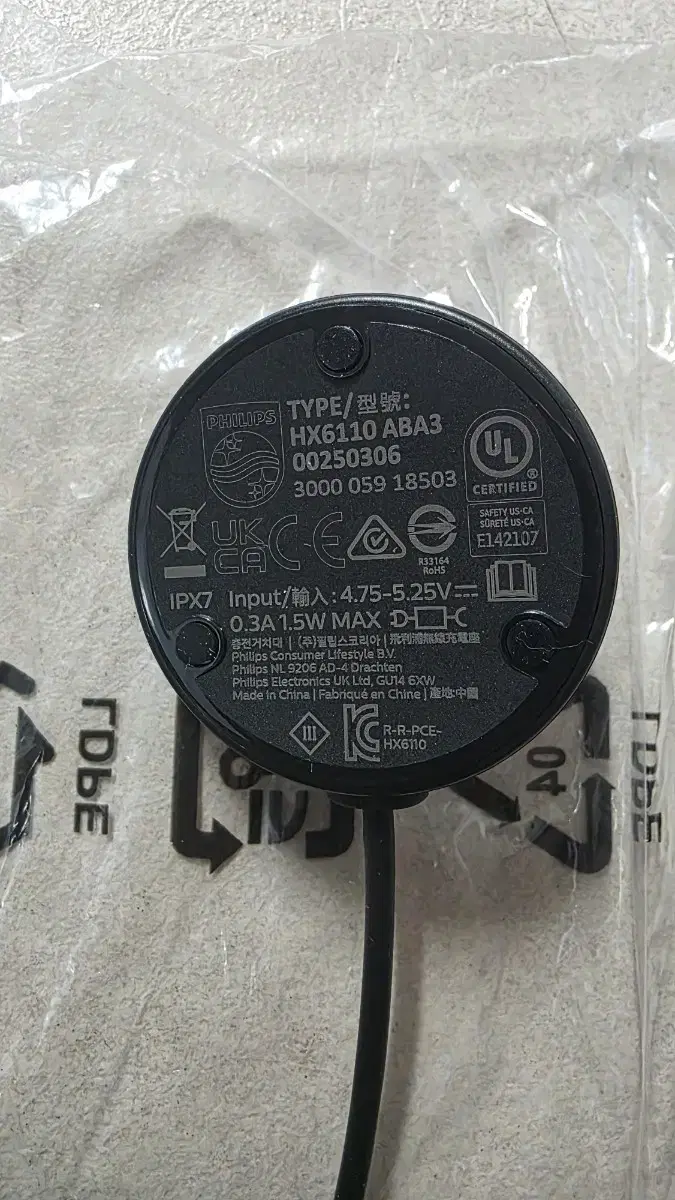 PHILIPS
TYPE/型號:
HX6110 ABA3
00250306
3000 059 18503
UL
®
CERTIFIED
SAFETY US-CA
SÛRETÉ US-CA
E142107
UK
CA
CE
R33164
RoHS
IPX7
Input/輸入: 4.75-5.25V
0.3A 1.5W MAX
충전거치대 | (주)필립스코리아 | 飛利浦無線充電座
Philips Consumer Lifestyle B.V.
Philips NL 9206 AD-4 Drachten
Philips Electronics UK Ltd, GU14 6XW
Made in China | Fabriqué en Chine | 產地:中國
III
KC
R-R-PCE-
HX6110
LDPE
04
LDPE